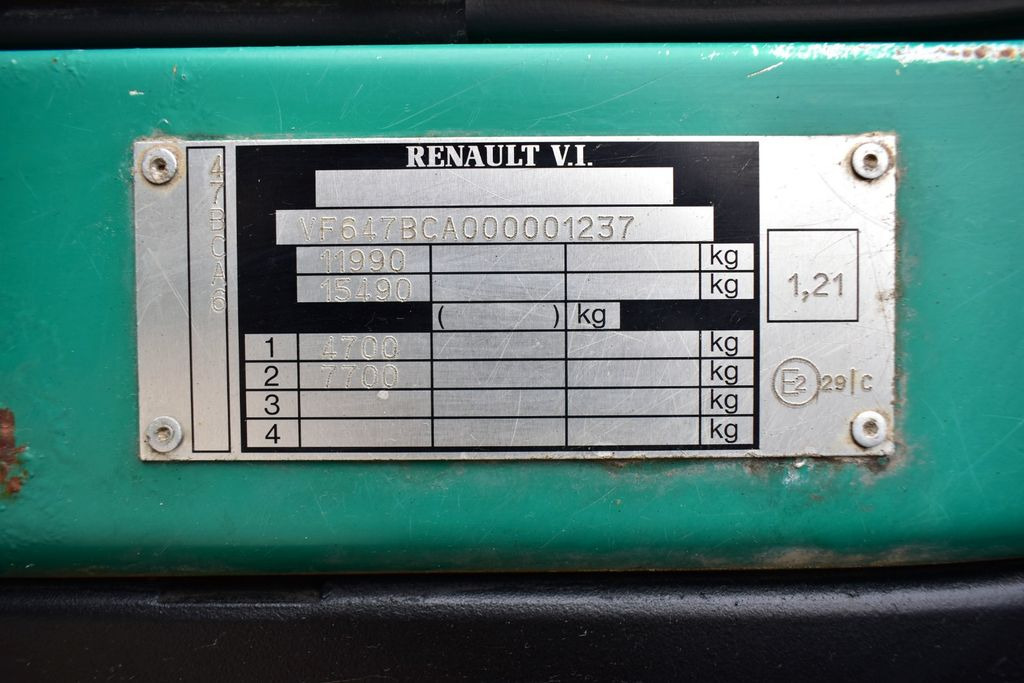 47BCA6
RENAULT V.I.
VF647BCA000001237
11990 kg
15490 kg
( ) kg
1 4700 kg
2 7700 kg
3 kg
4 kg
1,21
E2 29|C